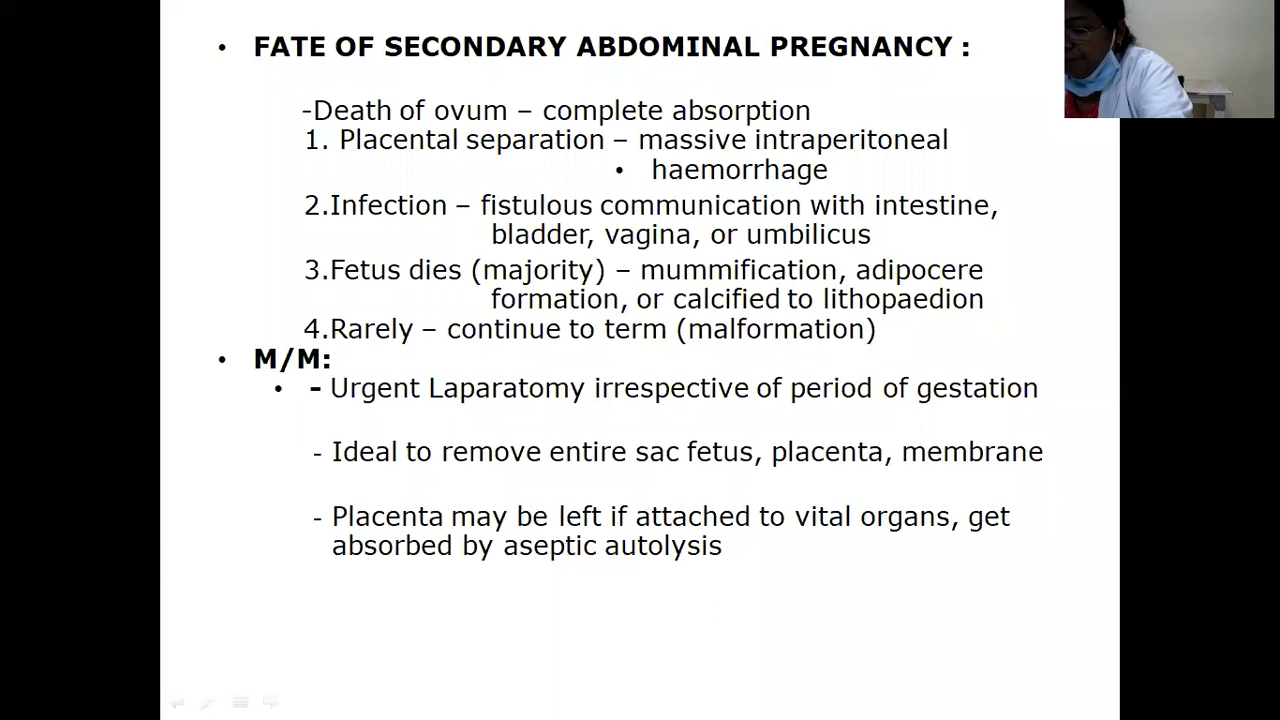 • FATE OF SECONDARY ABDOMINAL PREGNANCY :
-Death of ovum – complete absorption
1. Placental separation – massive intraperitoneal
• haemorrhage
2.Infection – fistulous communication with intestine,
bladder, vagina, or umbilicus
3.Fetus dies (majority) – mummification, adipocere
formation, or calcified to lithopaedion
4.Rarely – continue to term (malformation)
• M/M:
• - Urgent Laparatomy irrespective of period of gestation
- Ideal to remove entire sac fetus, placenta, membrane
- Placenta may be left if attached to vital organs, get
absorbed by aseptic autolysis